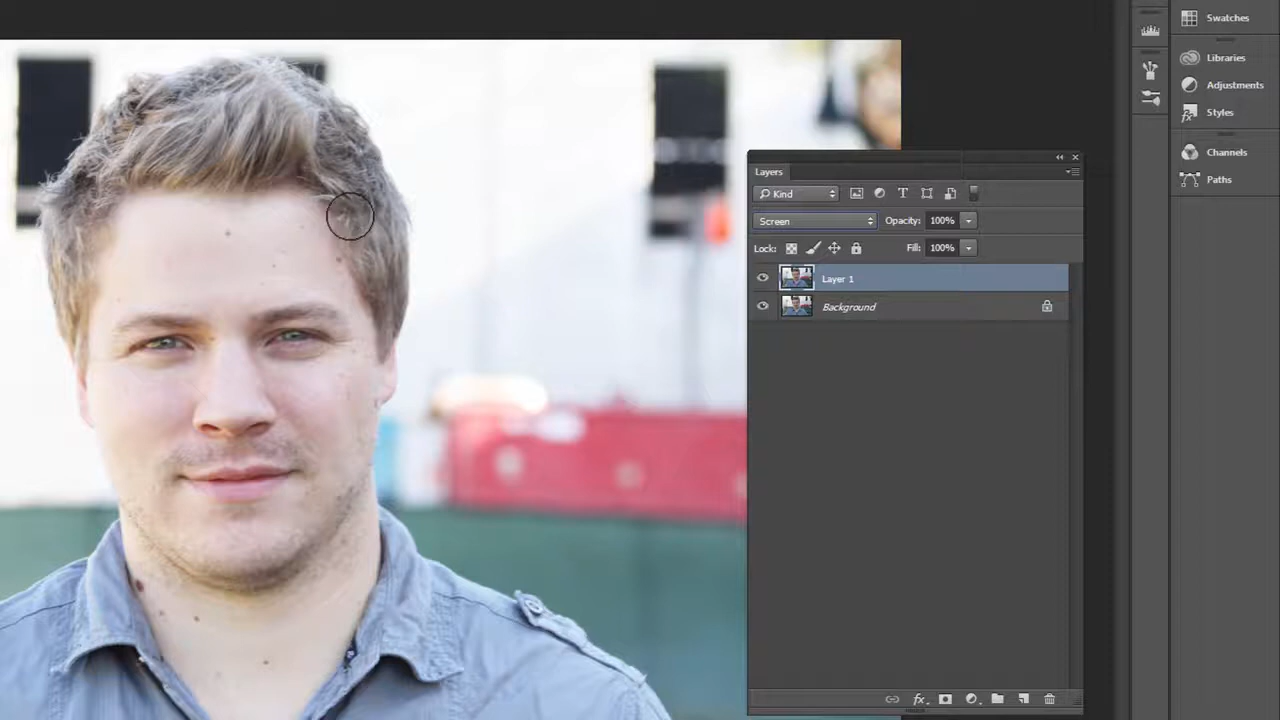 Swatches
Libraries
Adjustments
Styles
Channels
Paths
Layers
Kind
Screen
Opacity: 100%
Lock:
Fill: 100%
Layer 1
Background